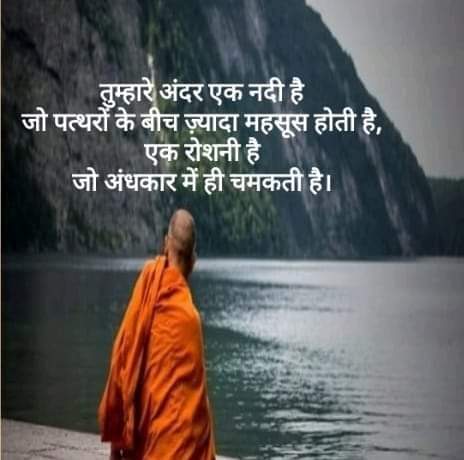 तुम्हारे अंदर एक नदी है
जो पत्थरों के बीच ज़्यादा महसूस होती है,
एक रोशनी है
जो अंधकार में ही चमकती है।